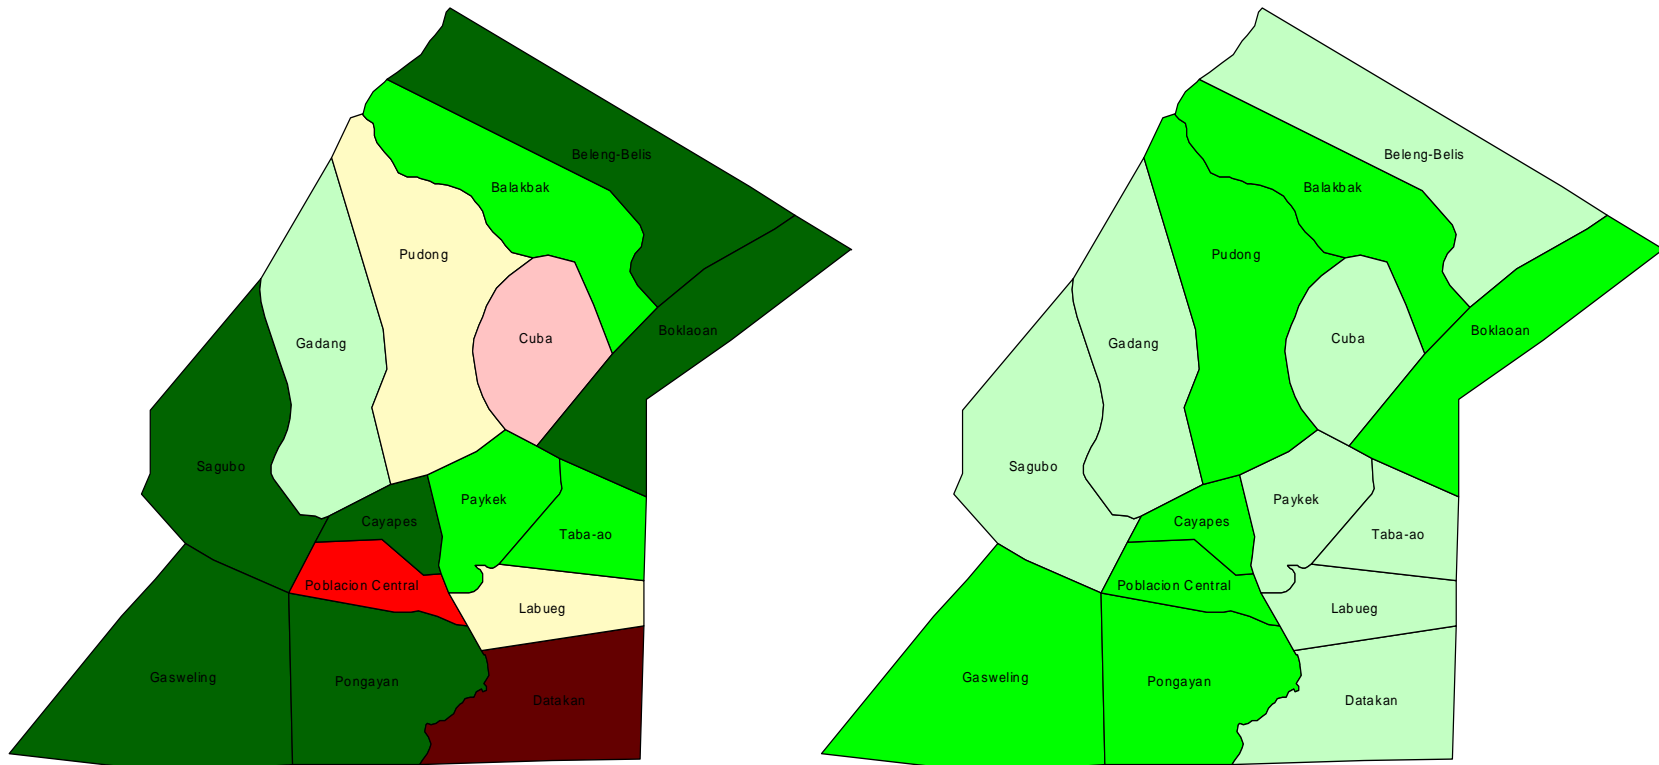 Beleng-Belis
Balakbak
Pudong
Boklaoan
Cuba
Gadang
Sagubo
Paykek
Cayapes
Taba-ao
Poblacion Central
Labueg
Gasweling
Pongayan
Datakan
Beleng-Belis
Balakbak
Pudong
Boklaoan
Cuba
Gadang
Sagubo
Paykek
Cayapes
Taba-ao
Poblacion Central
Labueg
Gasweling
Pongayan
Datakan